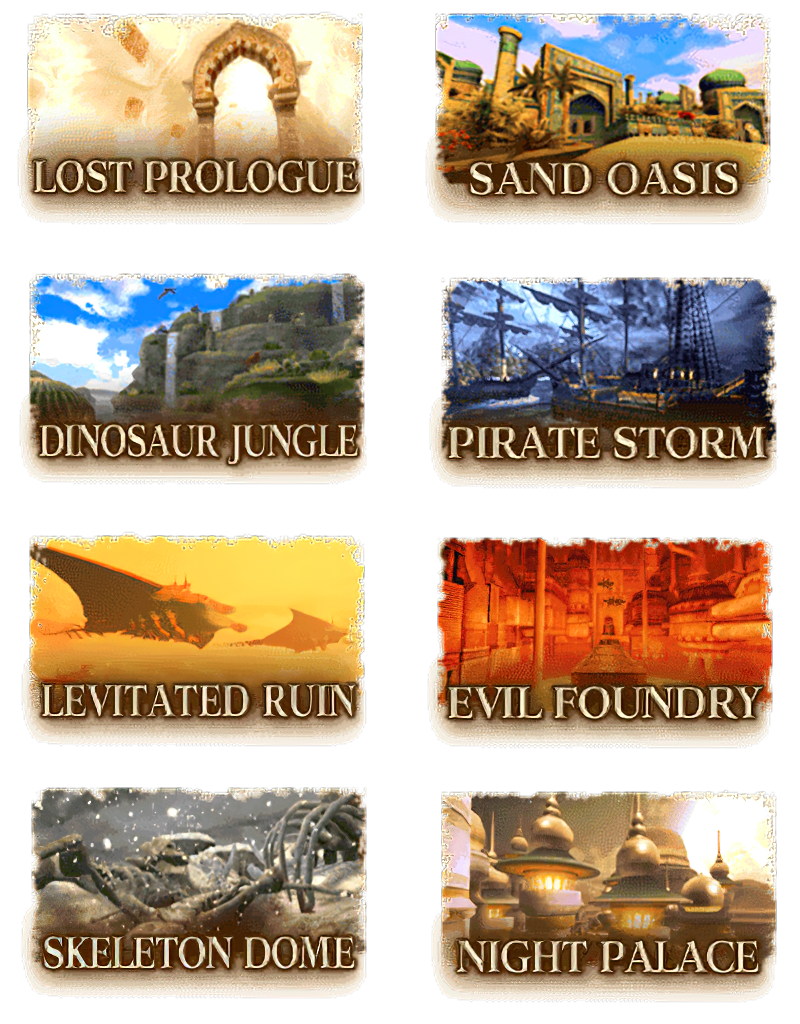 LOST PROLOGUE
SAND OASIS
DINOSAUR JUNGLE
PIRATE STORM
LEVITATED RUIN
EVIL FOUNDRY
SKELETON DOME
NIGHT PALACE